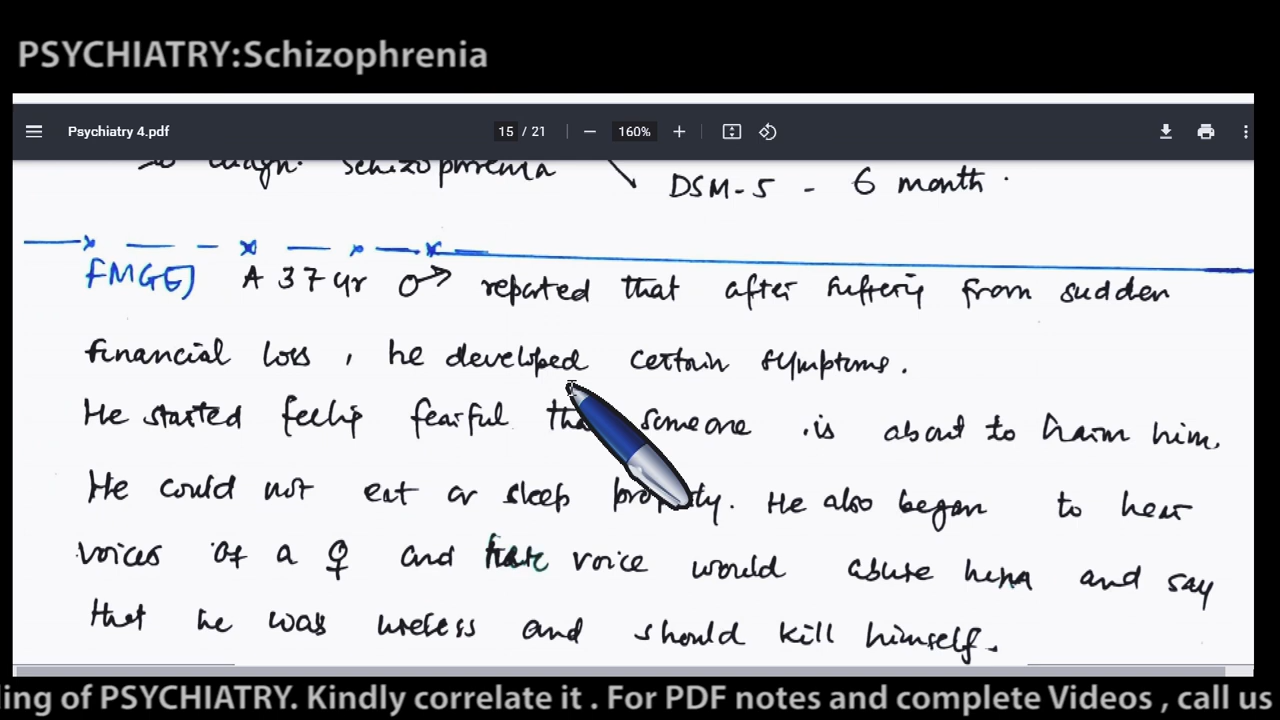 PSYCHIATRY:Schizophrenia
Psychiatry 4.pdf
15 / 21
160%
diagn. schizophrenia
DSM-5 - 6 month.
FMGE] A 37 yr ♂ reported that after suffering from sudden
financial loss, he developed certain symptoms.
He started feeling fearful that someone is about to harm him.
He could not eat or sleep properly. He also began to hear
voices of a ♀ and voice would abuse him and say
that he was useless and should kill himself.
ling of PSYCHIATRY. Kindly correlate it . For PDF notes and complete Videos , call us